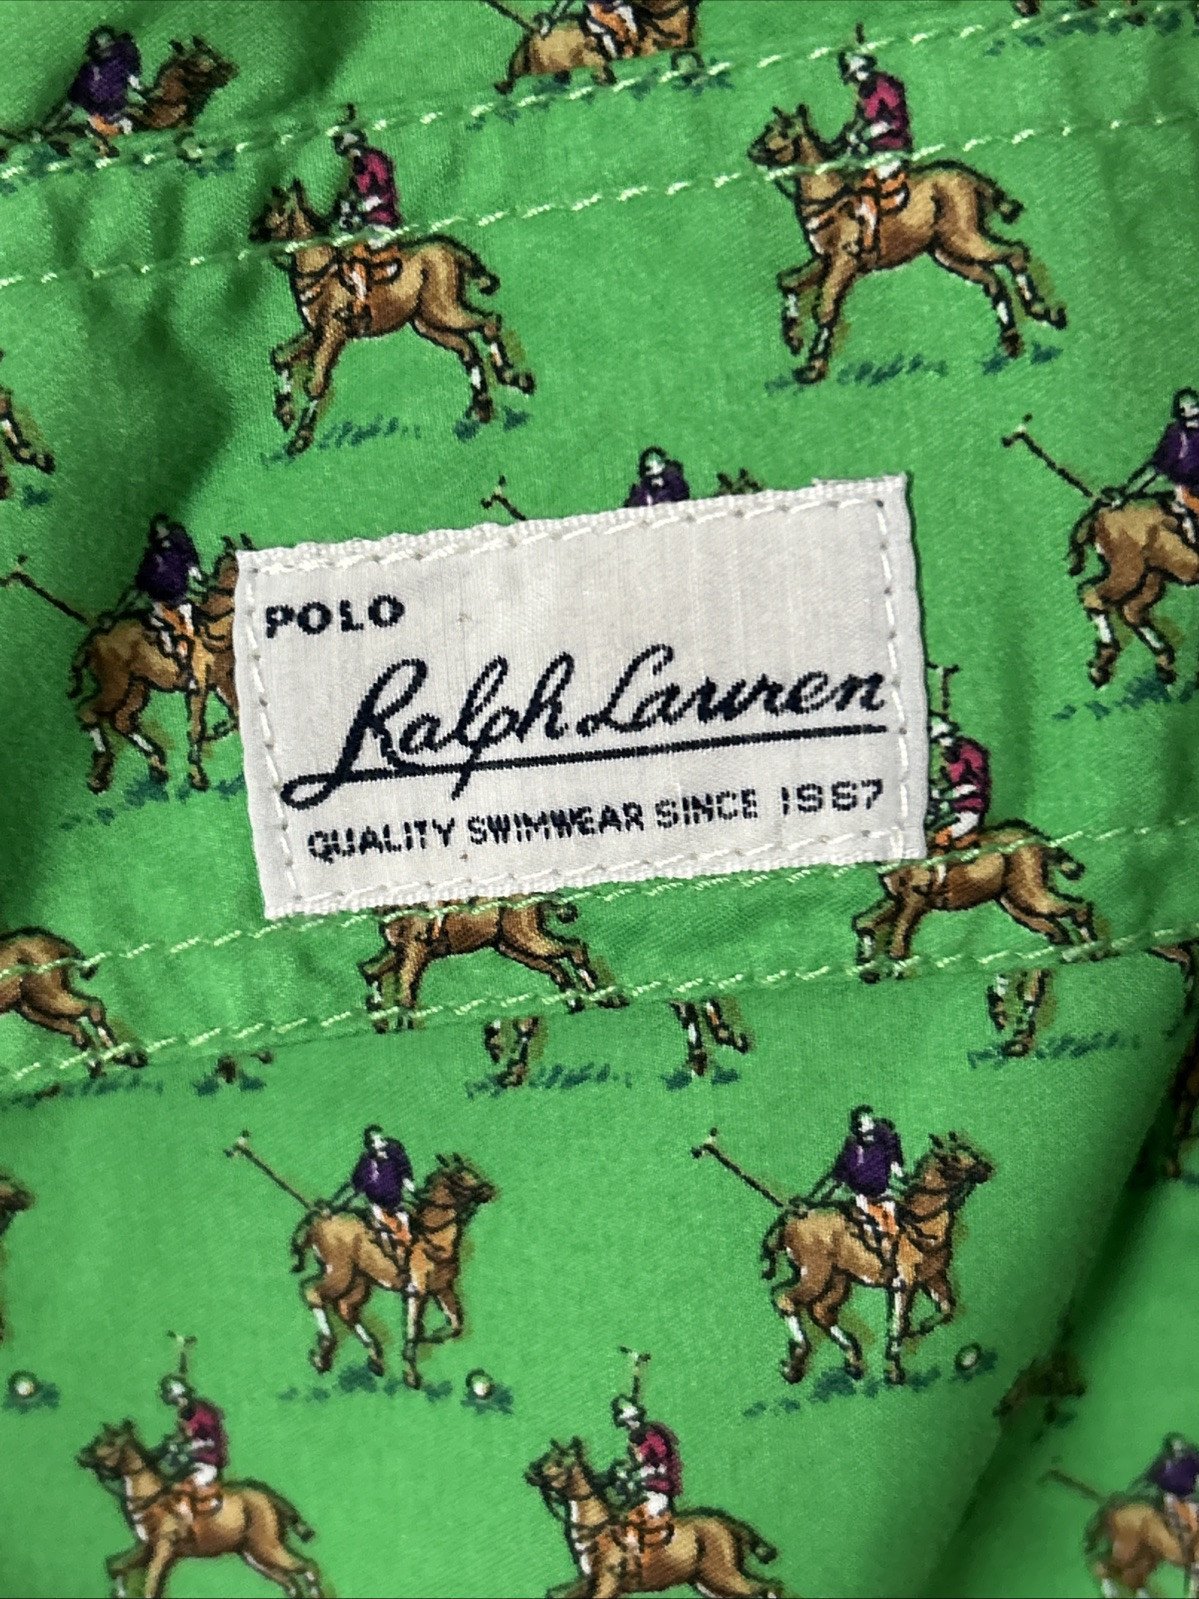 POLO
Ralph Lauren
QUALITY SWIMWEAR SINCE 1967